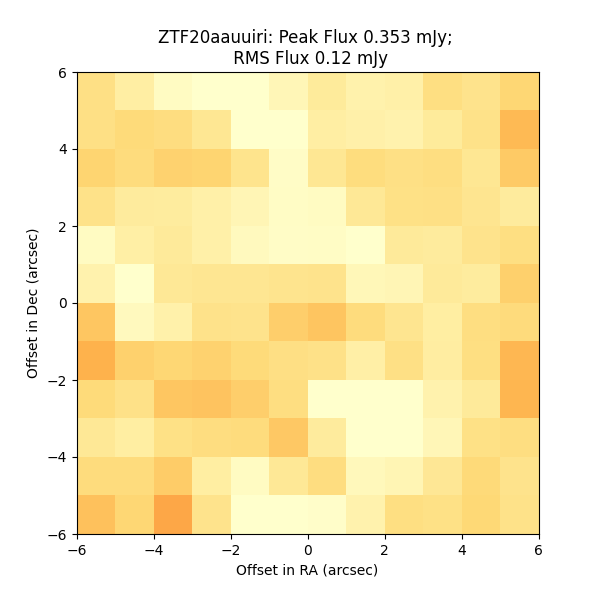 ZTF20aauuiri: Peak Flux 0.353 mJy;
RMS Flux 0.12 mJy
6
4
2
0
−2
−4
−6
Offset in Dec (arcsec)
−6 −4 −2 0 2 4 6
Offset in RA (arcsec)